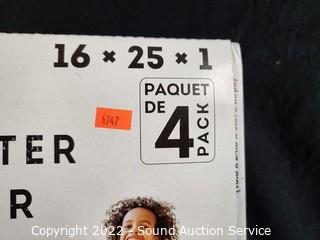 16 × 25 × 1
PAQUET
DE
4
PACK
6747
TER
R
Copyright 2022 - Sound Auction Service